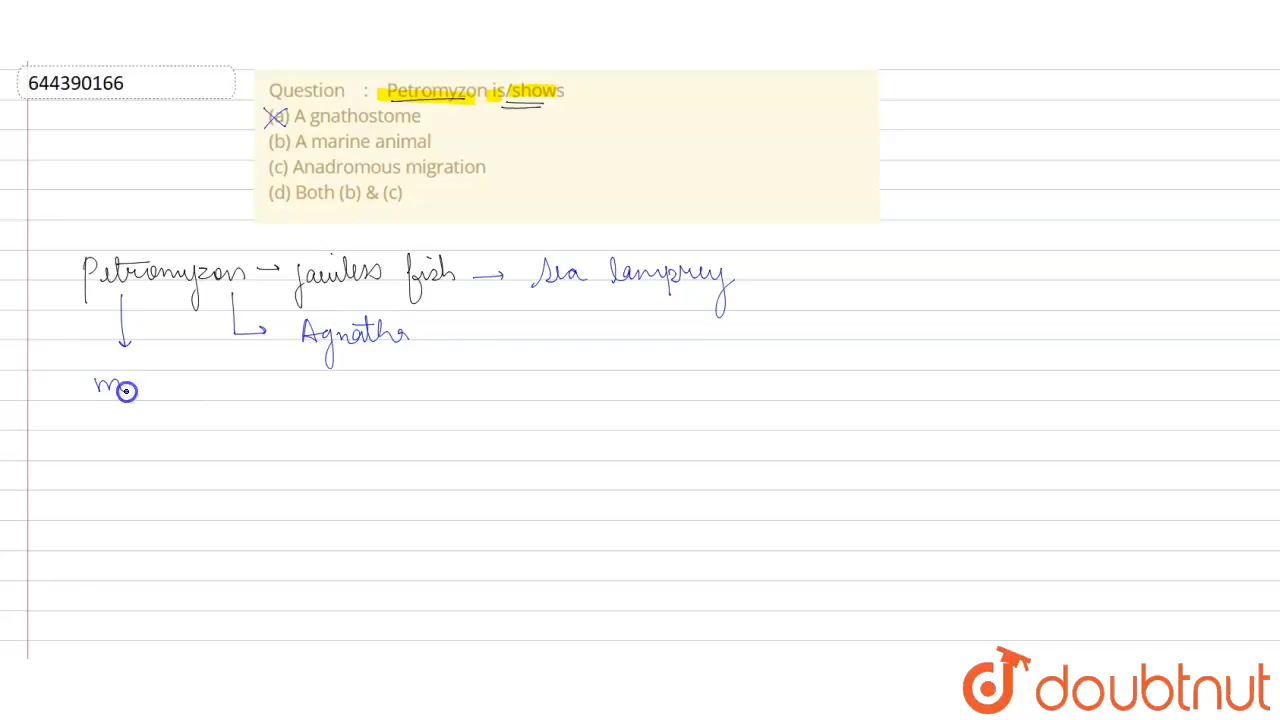 644390166
Question : Petromyzon is/shows
(a) A gnathostome
(b) A marine animal
(c) Anadromous migration
(d) Both (b) & (c)
Petromyzon → jawless fish → sea lamprey
Agnatha
m
doubtnut